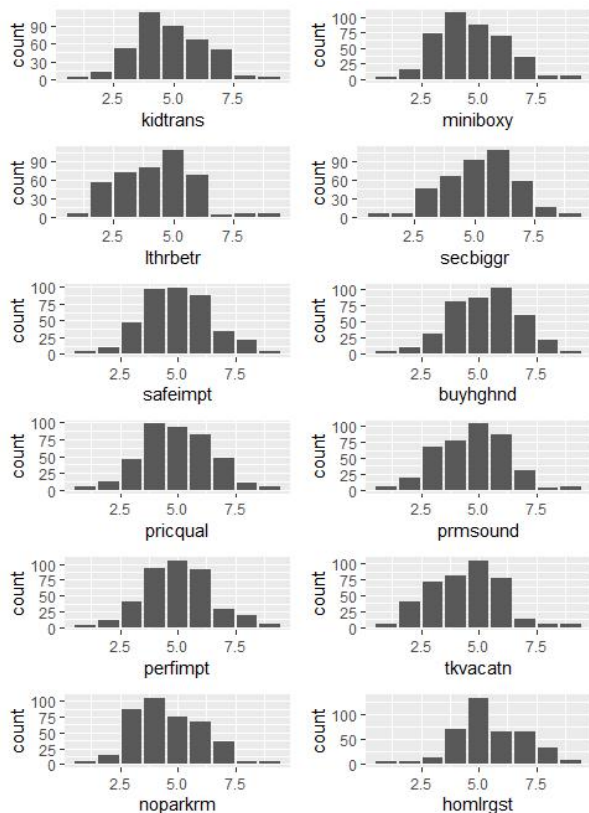 count
90
60
30
0
2.5 5.0 7.5
kidtrans
count
100
75
50
25
0
2.5 5.0 7.5
miniboxy
count
90
60
30
0
2.5 5.0 7.5
lthrbetr
count
90
60
30
0
2.5 5.0 7.5
secbiggr
count
100
75
50
25
0
2.5 5.0 7.5
safeimpt
count
100
75
50
25
0
2.5 5.0 7.5
buyhghnd
count
100
75
50
25
0
2.5 5.0 7.5
pricqual
count
100
75
50
25
0
2.5 5.0 7.5
prmsound
count
100
75
50
25
0
2.5 5.0 7.5
perfimpt
count
100
75
50
25
0
2.5 5.0 7.5
tkvacatn
count
100
75
50
25
0
2.5 5.0 7.5
noparkrm
count
100
50
0
2.5 5.0 7.5
homlrgst